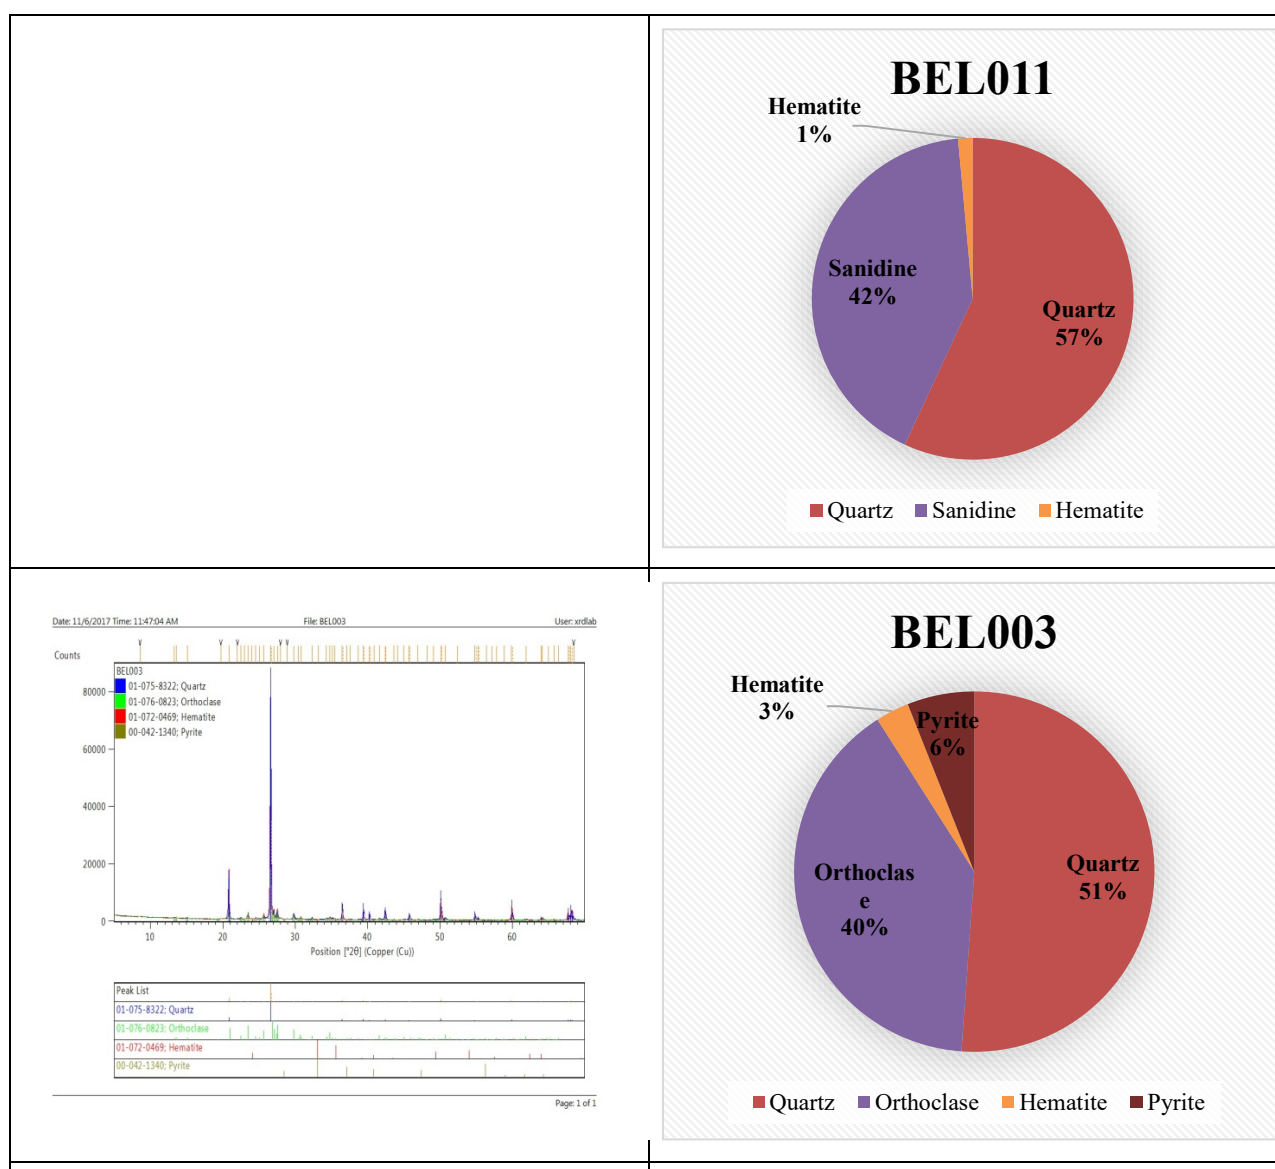 BEL011
Hematite
1%
Sanidine
42%
Quartz
57%
Quartz Sanidine Hematite
Date: 11/6/2017 Time: 11:47:04 AM File: BEL003 User: xrdlab
Counts
BEL003
01-075-8322; Quartz
01-076-0823; Orthoclase
01-072-0469; Hematite
00-042-1340; Pyrite
80000
60000
40000
20000
0
10 20 30 40 50 60
Position [°2θ] (Copper (Cu))
Peak List
01-075-8322; Quartz
01-076-0823; Orthoclase
01-072-0469; Hematite
00-042-1340; Pyrite
Page: 1 of 1
BEL003
Hematite
3%
Pyrite
6%
Orthoclas
e
40%
Quartz
51%
Quartz Orthoclase Hematite Pyrite